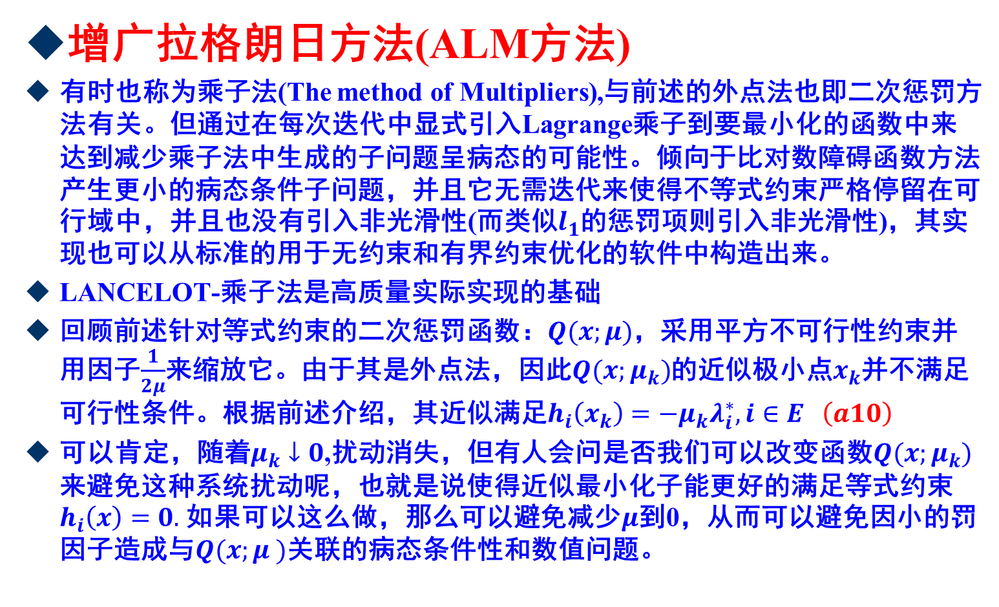 ◆增广拉格朗日方法(ALM方法)
◆ 有时也称为乘子法(The method of Multipliers),与前述的外点法也即二次惩罚方
法有关。但通过在每次迭代中显式引入Lagrange乘子到要最小化的函数中来
达到减少乘子法中生成的子问题呈病态的可能性。倾向于比对数障碍函数方法
产生更小的病态条件子问题，并且它无需迭代来使得不等式约束严格停留在可
行域中，并且也没有引入非光滑性(而类似l₁的惩罚项则引入非光滑性)，其实
现也可以从标准的用于无约束和有界约束优化的软件中构造出来。
◆ LANCELOT-乘子法是高质量实际实现的基础
◆ 回顾前述针对等式约束的二次惩罚函数：Q(x; μ)，采用平方不可行性约束并
用因子1/2μ来缩放它。由于其是外点法，因此Q(x; μₖ)的近似极小点xₖ并不满足
可行性条件。根据前述介绍，其近似满足hᵢ(xₖ) = −μₖλᵢ*, i ∈ E （a10）
◆ 可以肯定，随着μₖ ↓ 0,扰动消失，但有人会问是否我们可以改变函数Q(x; μₖ)
来避免这种系统扰动呢，也就是说使得近似最小化子能更好的满足等式约束
hᵢ(x) = 0. 如果可以这么做，那么可以避免减少μ到0，从而可以避免因小的罚
因子造成与Q(x; μ )关联的病态条件性和数值问题。